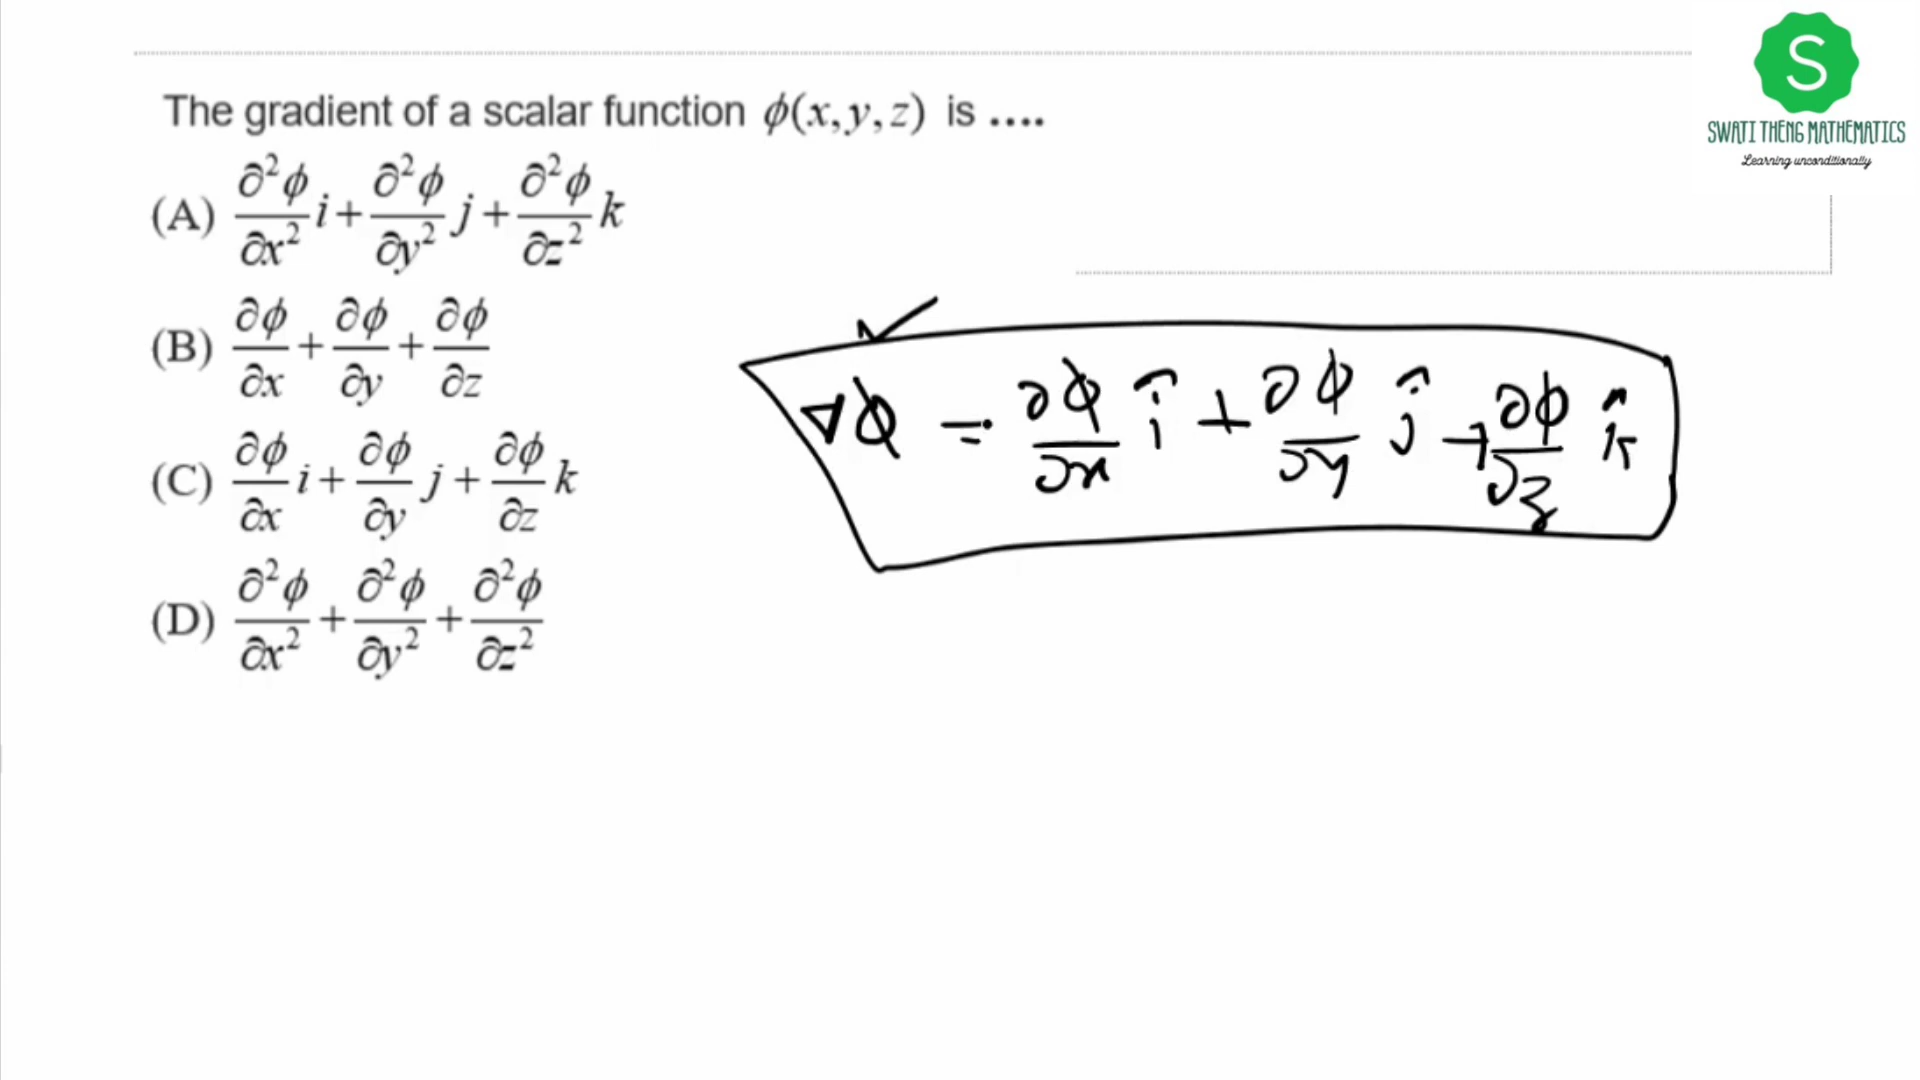 The gradient of a scalar function ϕ(x, y, z) is ....
(A) ∂²ϕ/∂x² i + ∂²ϕ/∂y² j + ∂²ϕ/∂z² k
(B) ∂ϕ/∂x + ∂ϕ/∂y + ∂ϕ/∂z
(C) ∂ϕ/∂x i + ∂ϕ/∂y j + ∂ϕ/∂z k
(D) ∂²ϕ/∂x² + ∂²ϕ/∂y² + ∂²ϕ/∂z²
∇ϕ = ∂ϕ/∂x î + ∂ϕ/∂y ĵ + ∂ϕ/∂z k̂
S
SWATI THENG MATHEMATICS
Learning unconditionally